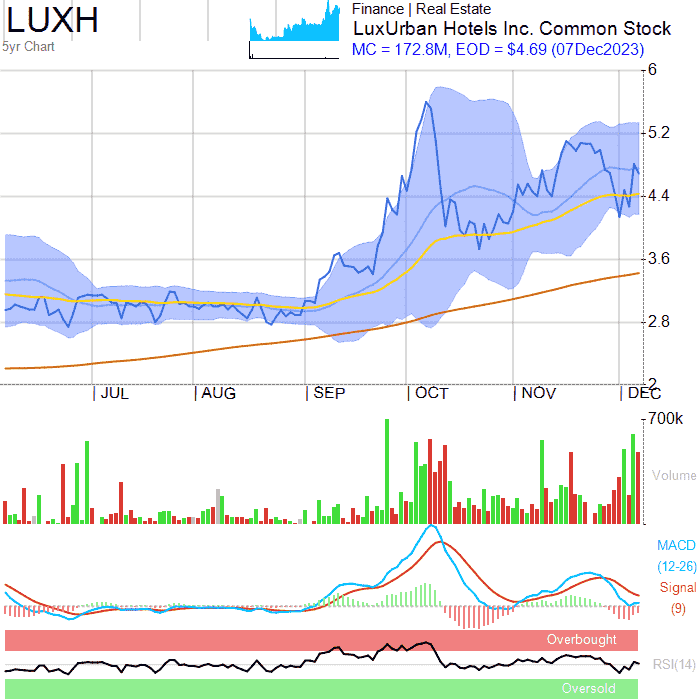 LUXH
5yr Chart
Finance | Real Estate
LuxUrban Hotels Inc. Common Stock
MC = 172.8M, EOD = $4.69 (07Dec2023)
6
5.2
4.4
3.6
2.8
2
JUL AUG SEP OCT NOV DEC
700k
Volume
MACD
(12-26)
Signal
(9)
Overbought
RSI(14)
Oversold